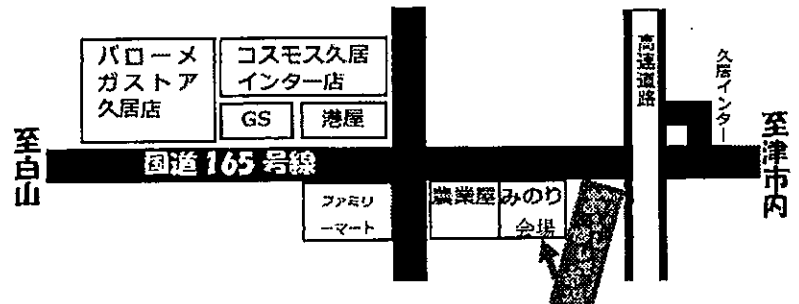 バローメ
ガストア
久居店
コスモス久居
インター店
GS
港屋
高速道路
久居インター
至白山
国道165号線
至津市内
ファミリ
ーマート
農業屋
みのり
会場